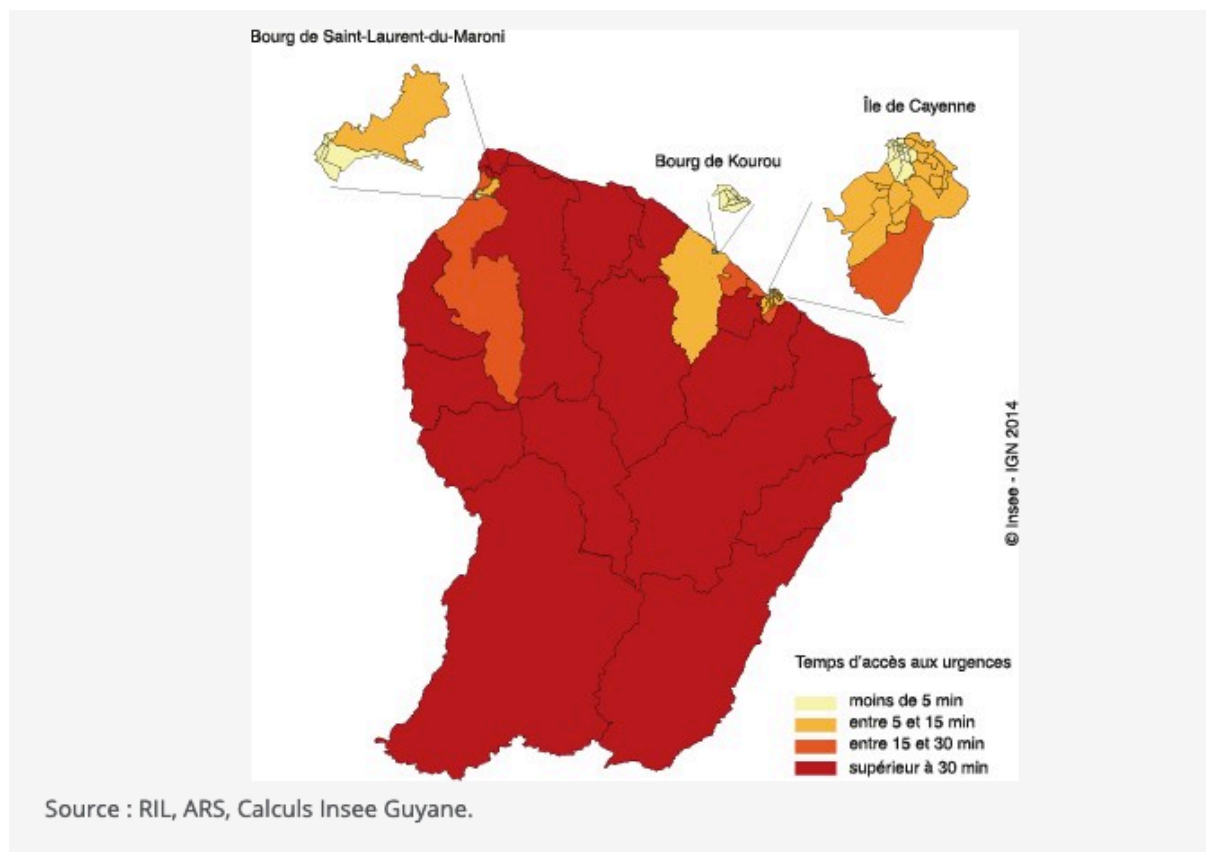 Bourg de Saint-Laurent-du-Maroni
Île de Cayenne
Bourg de Kourou
© Insee - IGN 2014
Temps d'accès aux urgences
moins de 5 min
entre 5 et 15 min
entre 15 et 30 min
supérieur à 30 min
Source : RIL, ARS, Calculs Insee Guyane.